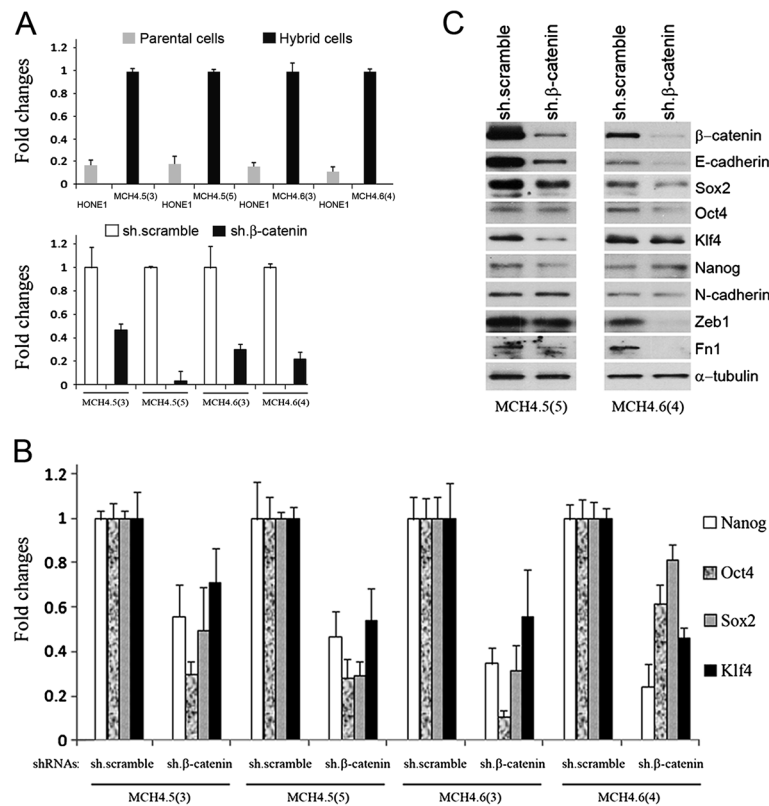 A
Parental cells Hybrid cells
Fold changes
1.2
1
0.8
0.6
0.4
0.2
0
HONE1 MCH4.5(3) HONE1 MCH4.5(5) HONE1 MCH4.6(3) HONE1 MCH4.6(4)
sh.scramble sh.β-catenin
Fold changes
1.2
1
0.8
0.6
0.4
0.2
0
MCH4.5(3) MCH4.5(5) MCH4.6(3) MCH4.6(4)
C
sh.scramble sh.β-catenin sh.scramble sh.β-catenin
β-catenin
E-cadherin
Sox2
Oct4
Klf4
Nanog
N-cadherin
Zeb1
Fn1
α-tubulin
MCH4.5(5) MCH4.6(4)
B
Fold changes
1.2
1
0.8
0.6
0.4
0.2
0
Nanog
Oct4
Sox2
Klf4
shRNAs: sh.scramble sh.β-catenin sh.scramble sh.β-catenin sh.scramble sh.β-catenin sh.scramble sh.β-catenin
MCH4.5(3) MCH4.5(5) MCH4.6(3) MCH4.6(4)